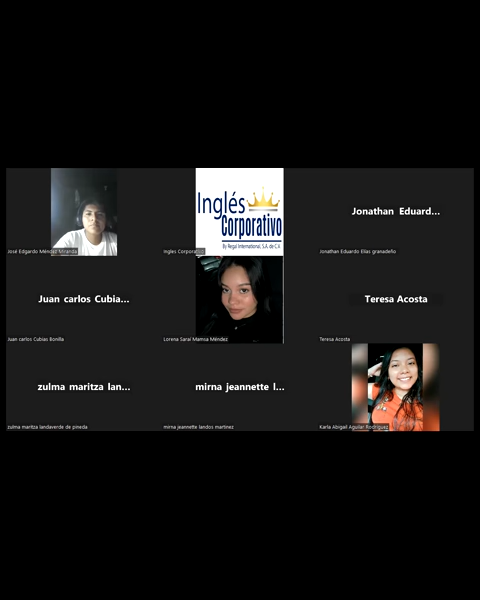 Inglés
Corporativo
By Regal International, S.A. de C.V.
Jonathan Eduard...
José Edgardo Méndez Miranda
Ingles Corporativo
Jonathan Eduardo Elías granadeño
Juan carlos Cubia...
Teresa Acosta
Juan carlos Cubias Bonilla
Lorena Saraí Mamsa Méndez
Teresa Acosta
zulma maritza lan...
mirna jeannette l...
zulma maritza landaverde de pineda
mirna jeannette landos martinez
Karla Abigail Aguilar Rodríguez